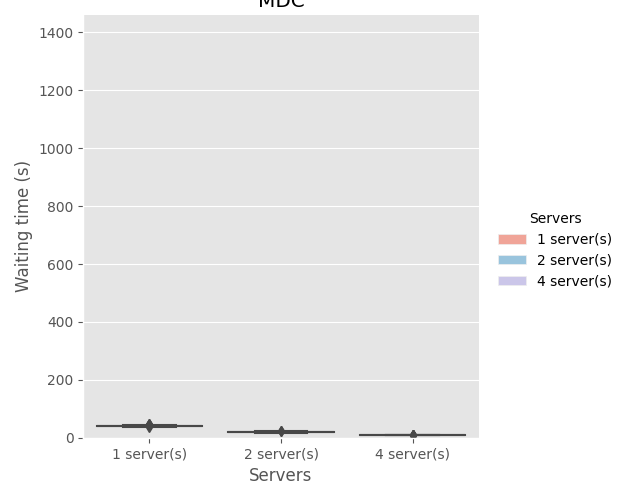 MDC
1400
1200
1000
800
600
400
200
0
Waiting time (s)
1 server(s)
2 server(s)
4 server(s)
Servers
Servers
1 server(s)
2 server(s)
4 server(s)